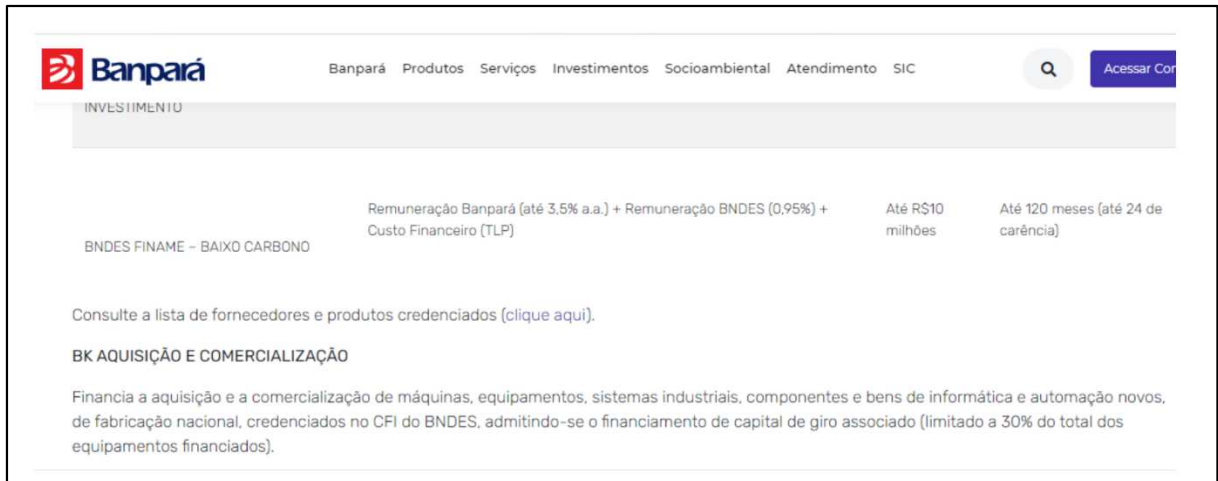 Banpará
Banpará Produtos Serviços Investimentos Socioambiental Atendimento SIC
Acessar Con
INVESTIMENTO
Remuneração Banpará (até 3,5% a.a.) + Remuneração BNDES (0,95%) +
Custo Financeiro (TLP)
Até R$10
milhões
Até 120 meses (até 24 de
carência)
BNDES FINAME – BAIXO CARBONO
Consulte a lista de fornecedores e produtos credenciados (clique aqui).
BK AQUISIÇÃO E COMERCIALIZAÇÃO
Financia a aquisição e a comercialização de máquinas, equipamentos, sistemas industriais, componentes e bens de informática e automação novos,
de fabricação nacional, credenciados no CFI do BNDES, admitindo-se o financiamento de capital de giro associado (limitado a 30% do total dos
equipamentos financiados).